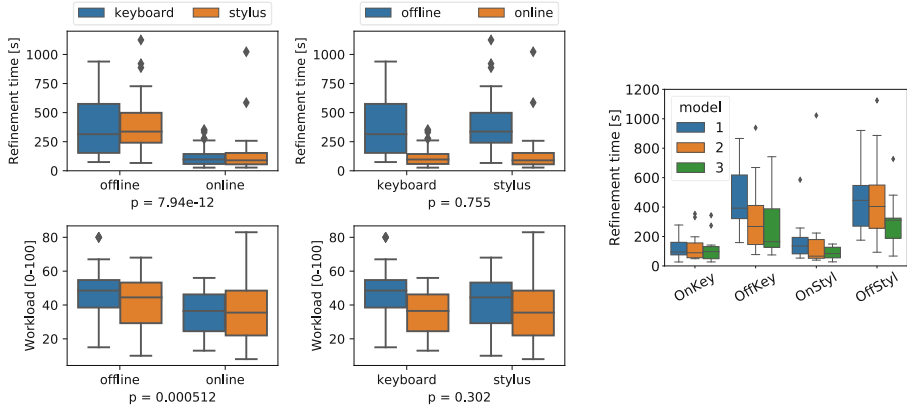 keyboard stylus
Refinement time [s]
1000
750
500
250
0
offline online
p = 7.94e-12
offline online
Refinement time [s]
1000
750
500
250
0
keyboard stylus
p = 0.755
Workload [0-100]
80
60
40
20
offline online
p = 0.000512
Workload [0-100]
80
60
40
20
keyboard stylus
p = 0.302
Refinement time [s]
1200
1000
800
600
400
200
0
model
1
2
3
OnKey OffKey OnStyl OffStyl